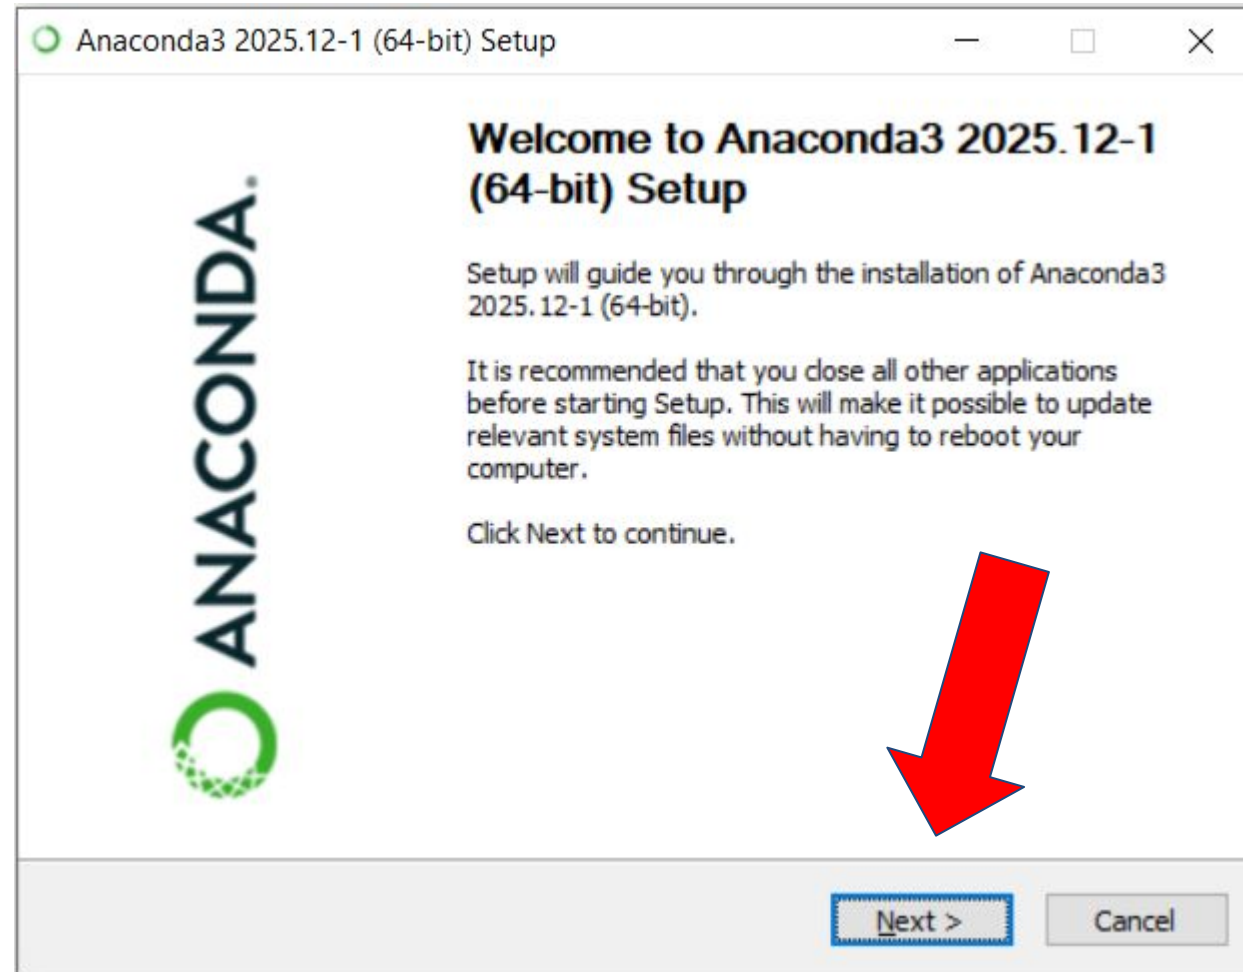 Anaconda3 2025.12-1 (64-bit) Setup
ANACONDA.
Welcome to Anaconda3 2025.12-1
(64-bit) Setup
Setup will guide you through the installation of Anaconda3
2025.12-1 (64-bit).
It is recommended that you close all other applications
before starting Setup. This will make it possible to update
relevant system files without having to reboot your
computer.
Click Next to continue.
Next >
Cancel